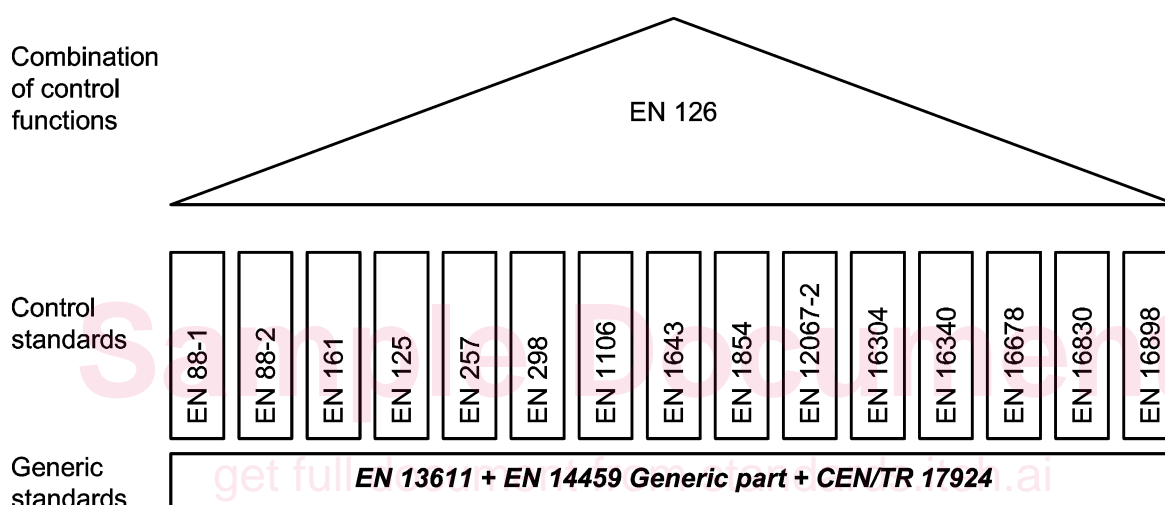 Combination
of control
functions
EN 126
Control
standards
EN 88-1
EN 88-2
EN 161
EN 125
EN 257
EN 298
EN 1106
EN 1643
EN 1854
EN 12067-2
EN 16304
EN 16340
EN 16678
EN 16830
EN 16898
Sample Documen
Generic
standards
EN 13611 + EN 14459 Generic part + CEN/TR 17924
get full document from standards.iteh.ai